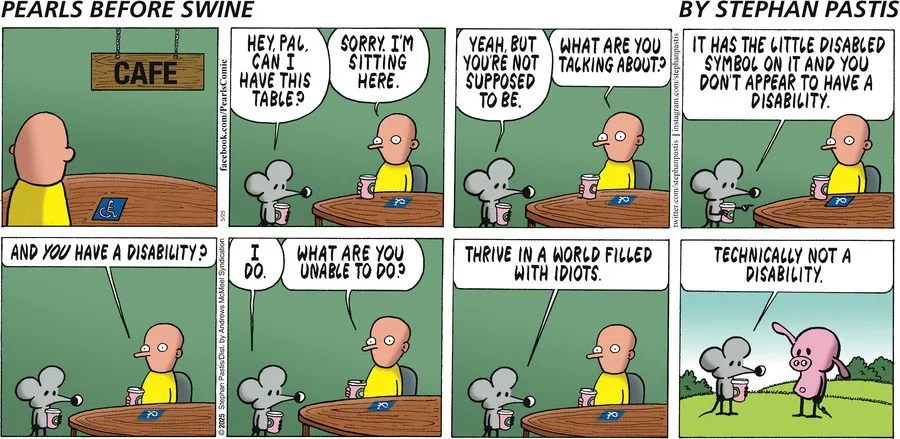 PEARLS BEFORE SWINE
BY STEPHAN PASTIS
CAFE
facebook.com/PearlsComic
5/25
HEY, PAL,
CAN I
HAVE THIS
TABLE?
SORRY. I'M
SITTING
HERE.
YEAH, BUT
YOU'RE NOT
SUPPOSED
TO BE.
WHAT ARE YOU
TALKING ABOUT?
twitter.com/stephanpastis | instagram.com/stephanpastis
IT HAS THE LITTLE DISABLED
SYMBOL ON IT AND YOU
DON'T APPEAR TO HAVE A
DISABILITY.
AND YOU HAVE A DISABILITY?
© 2025 Stephan Pastis/Dist. by Andrews McMeel Syndication
I
DO.
WHAT ARE YOU
UNABLE TO DO?
THRIVE IN A WORLD FILLED
WITH IDIOTS.
TECHNICALLY NOT A
DISABILITY.